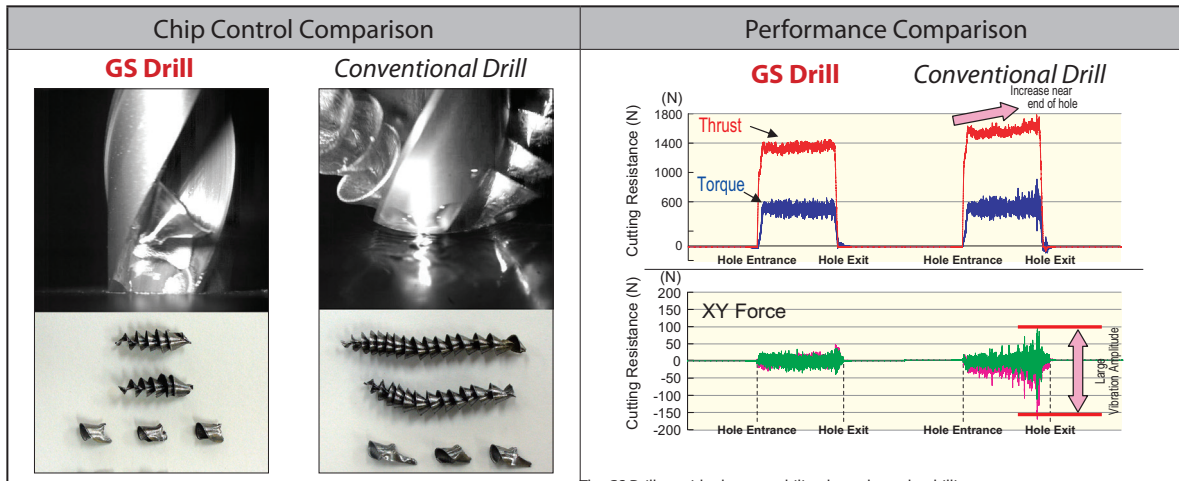 Chip Control Comparison
Performance Comparison
GS Drill
Conventional Drill
GS Drill
Conventional Drill
Increase near
end of hole
(N)
Cutting Resistance (N)
1800
1400
1000
600
0
Thrust
Torque
Hole Entrance
Hole Exit
Hole Entrance
Hole Exit
(N)
Cutting Resistance (N)
200
150
100
50
0
-50
-100
-150
-200
XY Force
Large
Vibration Amplitude
Hole Entrance
Hole Exit
Hole Entrance
Hole Exit